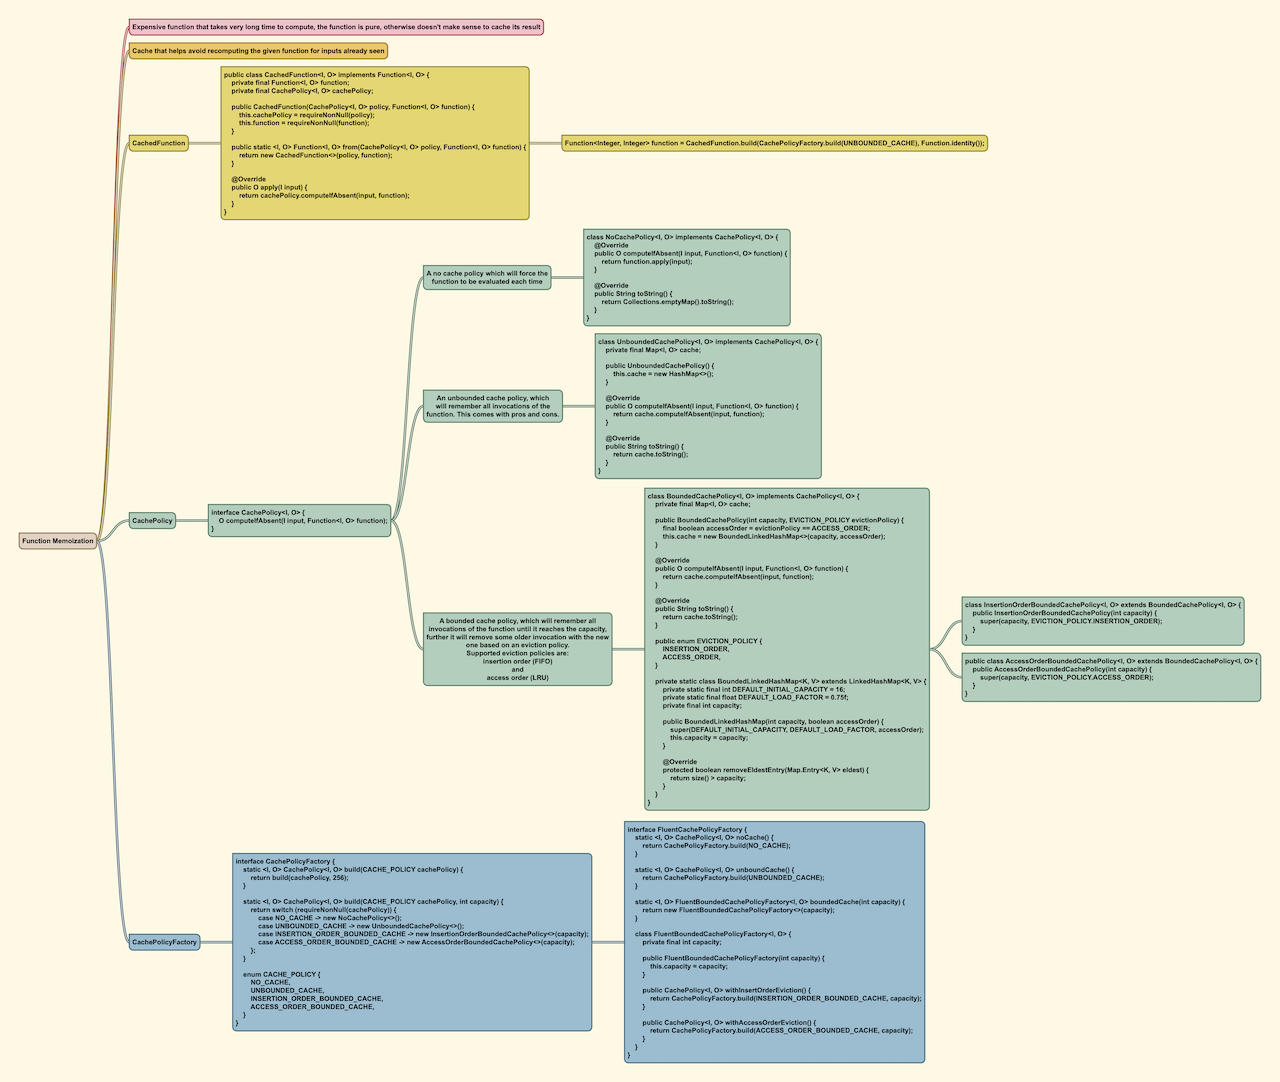 Expensive function that takes very long time to compute, the function is pure, otherwise doesn't make sense to cache its result
Cache that helps avoid recomputing the given function for inputs already seen
CachedFunction
public class CachedFunction<I, O> implements Function<I, O> {
private final Function<I, O> function;
private final CachePolicy<I, O> cachePolicy;
public CachedFunction(CachePolicy<I, O> policy, Function<I, O> function) {
this.cachePolicy = requireNonNull(policy);
this.function = requireNonNull(function);
}
public static <I, O> Function<I, O> from(CachePolicy<I, O> policy, Function<I, O> function) {
return new CachedFunction<>(policy, function);
}
@Override
public O apply(I input) {
return cachePolicy.computeIfAbsent(input, function);
}
}
Function<Integer, Integer> function = CachedFunction.build(CachePolicyFactory.build(UNBOUNDED_CACHE), Function.identity());
Function Memoization
CachePolicy
interface CachePolicy<I, O> {
O computeIfAbsent(I input, Function<I, O> function);
}
A no cache policy which will force the
function to be evaluated each time
class NoCachePolicy<I, O> implements CachePolicy<I, O> {
@Override
public O computeIfAbsent(I input, Function<I, O> function) {
return function.apply(input);
}
@Override
public String toString() {
return Collections.emptyMap().toString();
}
}
An unbounded cache policy, which
will remember all invocations of the
function. This comes with pros and cons.
class UnboundedCachePolicy<I, O> implements CachePolicy<I, O> {
private final Map<I, O> cache;
public UnboundedCachePolicy() {
this.cache = new HashMap<>();
}
@Override
public O computeIfAbsent(I input, Function<I, O> function) {
return cache.computeIfAbsent(input, function);
}
@Override
public String toString() {
return cache.toString();
}
}
A bounded cache policy, which will remember all
invocations of the function until it reaches the capacity,
further it will remove some older invocation with the new
one based on an eviction policy.
Supported eviction policies are:
insertion order (FIFO)
and
access order (LRU)
class BoundedCachePolicy<I, O> implements CachePolicy<I, O> {
private final Map<I, O> cache;
public BoundedCachePolicy(int capacity, EVICTION_POLICY evictionPolicy) {
final boolean accessOrder = evictionPolicy == ACCESS_ORDER;
this.cache = new BoundedLinkedHashMap<>(capacity, accessOrder);
}
@Override
public O computeIfAbsent(I input, Function<I, O> function) {
return cache.computeIfAbsent(input, function);
}
@Override
public String toString() {
return cache.toString();
}
public enum EVICTION_POLICY {
INSERTION_ORDER,
ACCESS_ORDER,
}
private static class BoundedLinkedHashMap<K, V> extends LinkedHashMap<K, V> {
private static final int DEFAULT_INITIAL_CAPACITY = 16;
private static final float DEFAULT_LOAD_FACTOR = 0.75f;
private final int capacity;
public BoundedLinkedHashMap(int capacity, boolean accessOrder) {
super(DEFAULT_INITIAL_CAPACITY, DEFAULT_LOAD_FACTOR, accessOrder);
this.capacity = capacity;
}
@Override
protected boolean removeEldestEntry(Map.Entry<K, V> eldest) {
return size() > capacity;
}
}
}
class InsertionOrderBoundedCachePolicy<I, O> extends BoundedCachePolicy<I, O> {
public InsertionOrderBoundedCachePolicy(int capacity) {
super(capacity, EVICTION_POLICY.INSERTION_ORDER);
}
}
public class AccessOrderBoundedCachePolicy<I, O> extends BoundedCachePolicy<I, O> {
public AccessOrderBoundedCachePolicy(int capacity) {
super(capacity, EVICTION_POLICY.ACCESS_ORDER);
}
}
CachePolicyFactory
interface CachePolicyFactory {
static <I, O> CachePolicy<I, O> build(CACHE_POLICY cachePolicy) {
return build(cachePolicy, 256);
}
static <I, O> CachePolicy<I, O> build(CACHE_POLICY cachePolicy, int capacity) {
return switch (requireNonNull(cachePolicy)) {
case NO_CACHE -> new NoCachePolicy<>();
case UNBOUNDED_CACHE -> new UnboundedCachePolicy<>();
case INSERTION_ORDER_BOUNDED_CACHE -> new InsertionOrderBoundedCachePolicy<>(capacity);
case ACCESS_ORDER_BOUNDED_CACHE -> new AccessOrderBoundedCachePolicy<>(capacity);
};
}
enum CACHE_POLICY {
NO_CACHE,
UNBOUNDED_CACHE,
INSERTION_ORDER_BOUNDED_CACHE,
ACCESS_ORDER_BOUNDED_CACHE,
}
}
interface FluentCachePolicyFactory {
static <I, O> CachePolicy<I, O> noCache() {
return CachePolicyFactory.build(NO_CACHE);
}
static <I, O> CachePolicy<I, O> unboundCache() {
return CachePolicyFactory.build(UNBOUNDED_CACHE);
}
static <I, O> FluentBoundedCachePolicyFactory<I, O> boundedCache(int capacity) {
return new FluentBoundedCachePolicyFactory<>(capacity);
}
class FluentBoundedCachePolicyFactory<I, O> {
private final int capacity;
public FluentBoundedCachePolicyFactory(int capacity) {
this.capacity = capacity;
}
public CachePolicy<I, O> withInsertOrderEviction() {
return CachePolicyFactory.build(INSERTION_ORDER_BOUNDED_CACHE, capacity);
}
public CachePolicy<I, O> withAccessOrderEviction() {
return CachePolicyFactory.build(ACCESS_ORDER_BOUNDED_CACHE, capacity);
}
}
}